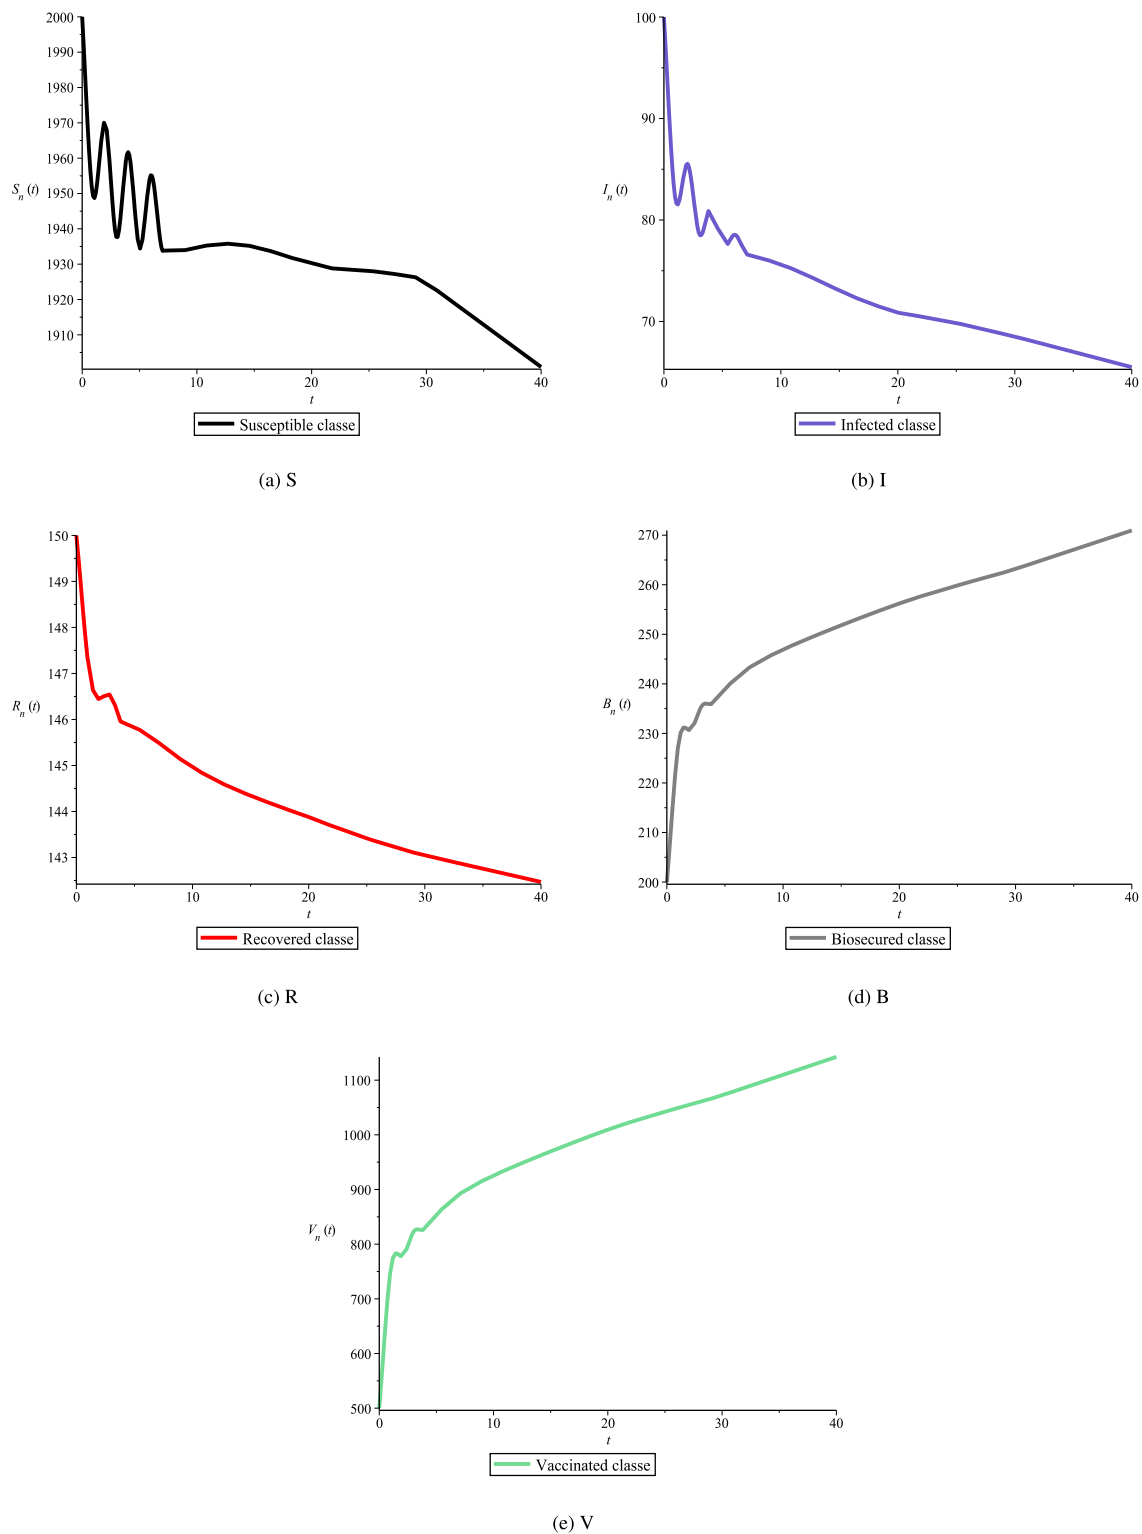 2000
1990
1980
1970
1960
1950
S_n (t)
1940
1930
1920
1910
0 10 20 30 40
t
Susceptible classe
(a) S
100
90
I_n (t)
80
70
0 10 20 30 40
t
Infected classe
(b) I
150
149
148
147
R_n (t)
146
145
144
143
0 10 20 30 40
t
Recovered classe
(c) R
270
260
250
240
B_n (t)
230
220
210
200
0 10 20 30 40
t
Biosecured classe
(d) B
1100
1000
900
V_n (t)
800
700
600
500
0 10 20 30 40
t
Vaccinated classe
(e) V